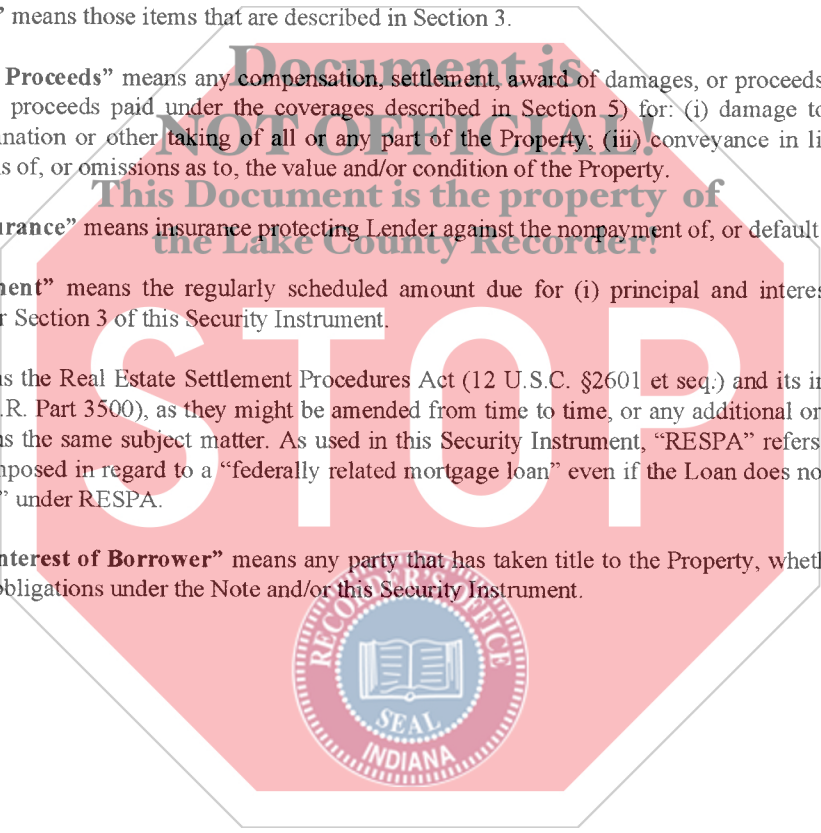 ” means those items that are described in Section 3.
Document is
Proceeds” means any compensation, settlement, award of damages, or proceeds
proceeds paid under the coverages described in Section 5) for: (i) damage to
NOT OFFICIAL!
nation or other taking of all or any part of the Property; (iii) conveyance in li
s of, or omissions as to, the value and/or condition of the Property.
This Document is the property of
urance” means insurance protecting Lender against the nonpayment of, or default
the Lake County Recorder!
nent” means the regularly scheduled amount due for (i) principal and interes
r Section 3 of this Security Instrument.
STOP
ns the Real Estate Settlement Procedures Act (12 U.S.C. §2601 et seq.) and its in
.R. Part 3500), as they might be amended from time to time, or any additional or
ns the same subject matter. As used in this Security Instrument, “RESPA” refers
nposed in regard to a “federally related mortgage loan” even if the Loan does no
” under RESPA.
nterest of Borrower” means any party that has taken title to the Property, wheth
obligations under the Note and/or this Security Instrument.
RECORDER'S OFFICE
SEAL
INDIANA